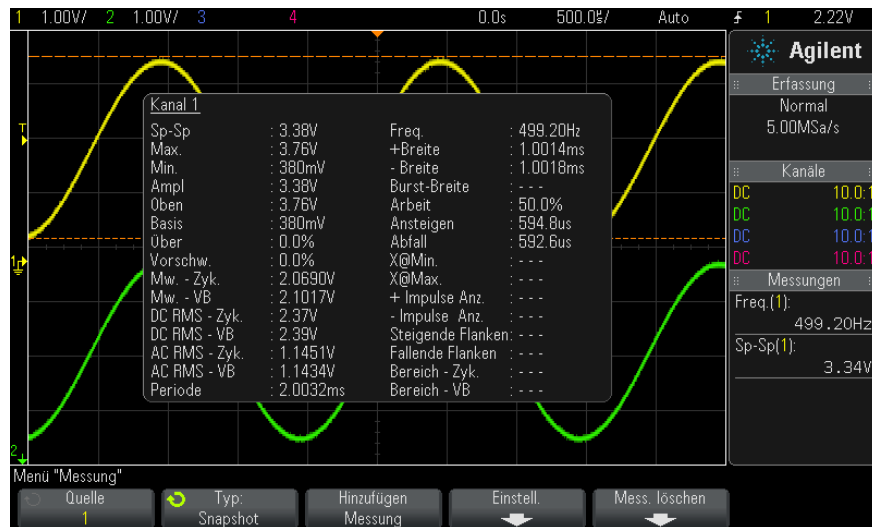 1 1.00V/ 2 1.00V/ 3 4 0.0s 500.0㎲/ Auto 1 2.22V
Agilent
Erfassung
Normal
5.00MSa/s
Kanäle
DC 10.0:1
DC 10.0:1
DC 10.0:1
DC 10.0:1
Messungen
Freq.(1):
499.20Hz
Sp-Sp(1):
3.34V
T
1
2
Kanal 1
Sp-Sp : 3.38V Freq. : 499.20Hz
Max. : 3.76V +Breite : 1.0014ms
Min. : 380mV - Breite : 1.0018ms
Ampl : 3.38V Burst-Breite : - - -
Oben : 3.76V Arbeit : 50.0%
Basis : 380mV Ansteigen : 594.8us
Über : 0.0% Abfall : 592.6us
Vorschw. : 0.0% X@Min. : - - -
Mw. - Zyk. : 2.0690V X@Max. : - - -
Mw. - VB : 2.1017V + Impulse Anz. : - - -
DC RMS - Zyk. : 2.37V - Impulse Anz. : - - -
DC RMS - VB : 2.39V Steigende Flanken: - - -
AC RMS - Zyk. : 1.1451V Fallende Flanken : - - -
AC RMS - VB : 1.1434V Bereich - Zyk. : - - -
Periode : 2.0032ms Bereich - VB : - - -
Menü "Messung"
Quelle
1
Typ:
Snapshot
Hinzufügen
Messung
Einstell.
Mess. löschen